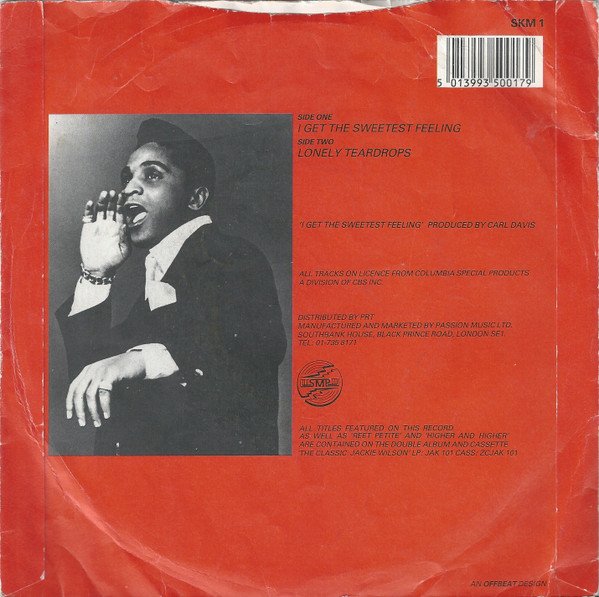 SKM 1
5 013993 500179
SIDE ONE
I GET THE SWEETEST FEELING
SIDE TWO
LONELY TEARDROPS
'I GET THE SWEETEST FEELING' PRODUCED BY CARL DAVIS
ALL TRACKS ON LICENCE FROM COLUMBIA SPECIAL PRODUCTS
A DIVISION OF CBS INC.
DISTRIBUTED BY PRT
MANUFACTURED AND MARKETED BY PASSION MUSIC LTD.
SOUTHBANK HOUSE, BLACK PRINCE ROAD, LONDON SE1.
TEL. 01-735 8171
SMP
ALL TITLES FEATURED ON THIS RECORD
AS WELL AS 'REET PETITE' AND 'HIGHER AND HIGHER'
ARE CONTAINED ON THE DOUBLE ALBUM AND CASSETTE
'THE CLASSIC JACKIE WILSON' LP: JAK 101 CASS: ZCJAK 101
AN OFFBEAT DESIGN